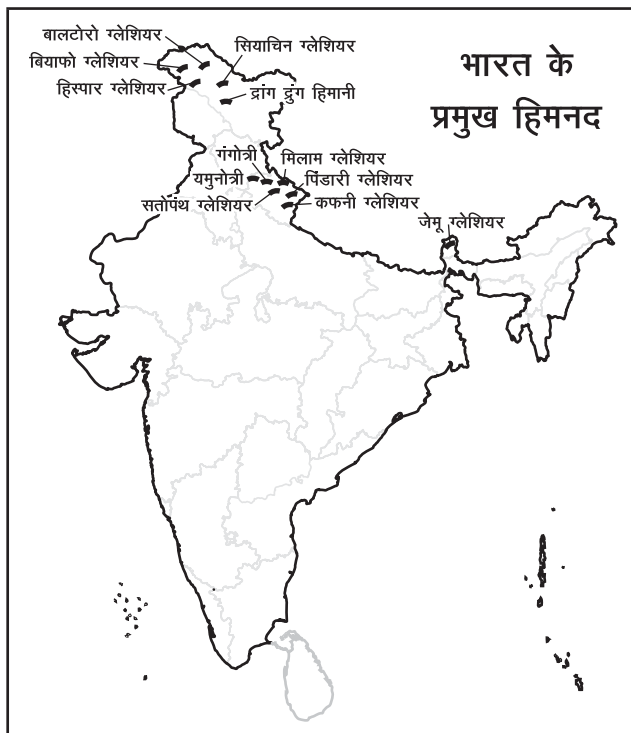 भारत के
प्रमुख हिमनद
बालटोरो ग्लेशियर
बियाफो ग्लेशियर
हिस्पार ग्लेशियर
सियाचिन ग्लेशियर
द्रांग द्रुंग हिमानी
गंगोत्री
यमुनोत्री
सतोपंथ ग्लेशियर
मिलाम ग्लेशियर
पिंडारी ग्लेशियर
कफनी ग्लेशियर
जेमू ग्लेशियर